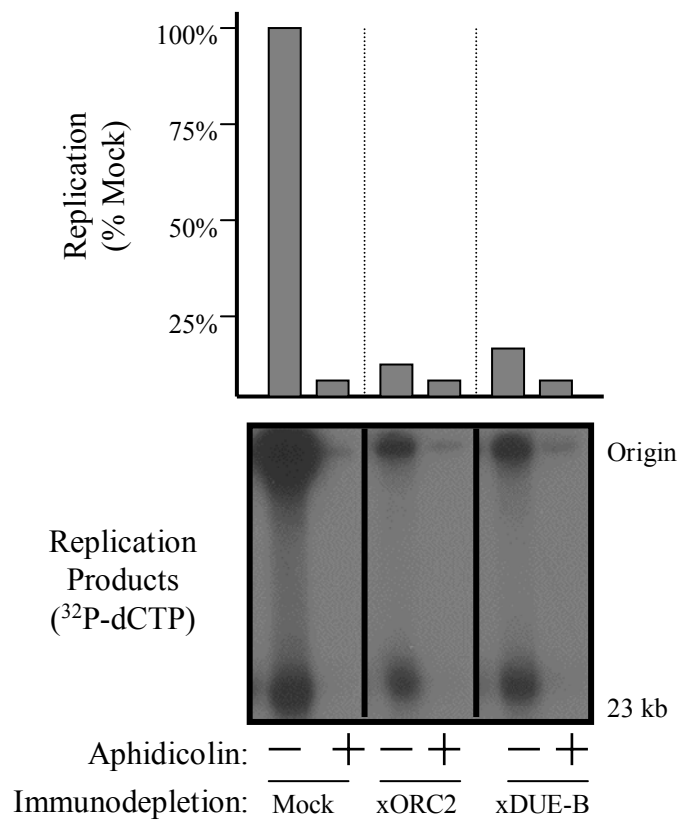 100%
75%
50%
25%
Replication
(% Mock)
Origin
Replication
Products
(³²P-dCTP)
23 kb
Aphidicolin: — + — + — +
Immunodepletion: Mock xORC2 xDUE-B